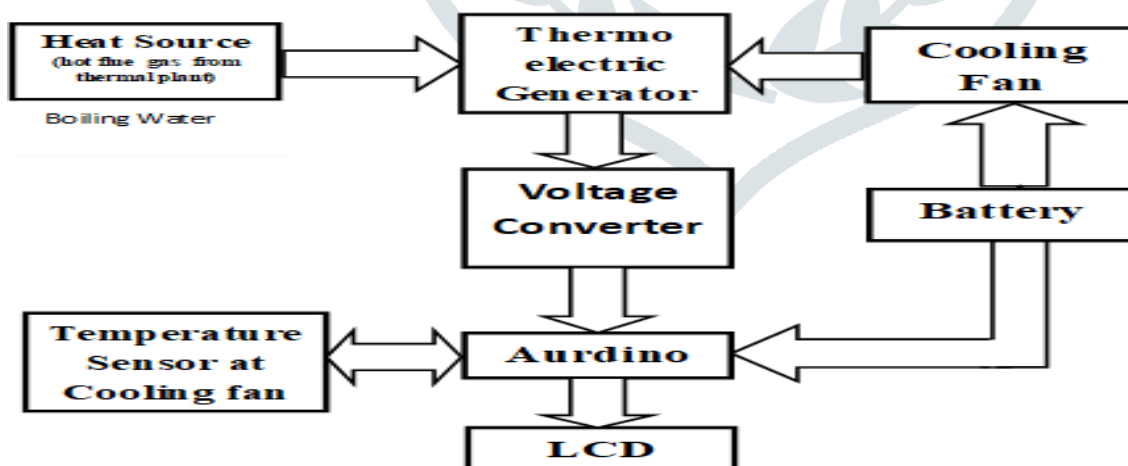 Heat Source
(hot flue gas from
thermal plant)
Boiling Water
Thermo
electric
Generator
Cooling
Fan
Voltage
Converter
Battery
Temperature
Sensor at
Cooling fan
Aurdino
LCD